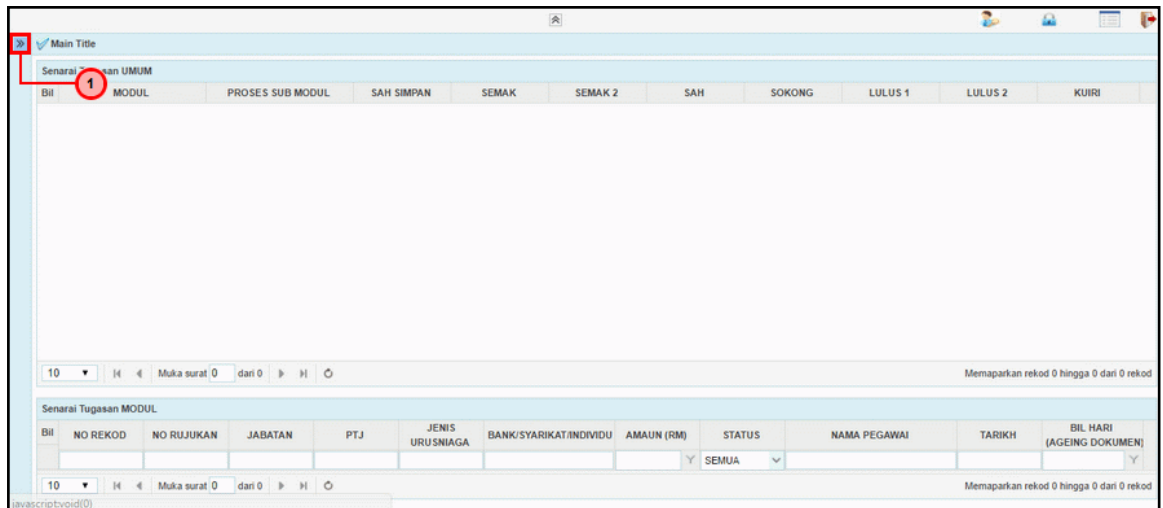 Main Title
Senarai Tugasan UMUM
1
Bil MODUL PROSES SUB MODUL SAH SIMPAN SEMAK SEMAK 2 SAH SOKONG LULUS 1 LULUS 2 KUIRI
10 Muka surat 0 dari 0 Memaparkan rekod 0 hingga 0 dari 0 rekod
Senarai Tugasan MODUL
Bil NO REKOD NO RUJUKAN JABATAN PTJ JENIS URUSNIAGA BANK/SYARIKAT/INDIVIDU AMAUN (RM) STATUS NAMA PEGAWAI TARIKH BIL HARI (AGEING DOKUMEN)
SEMUA
10 Muka surat 0 dari 0 Memaparkan rekod 0 hingga 0 dari 0 rekod
javascript:void(0)